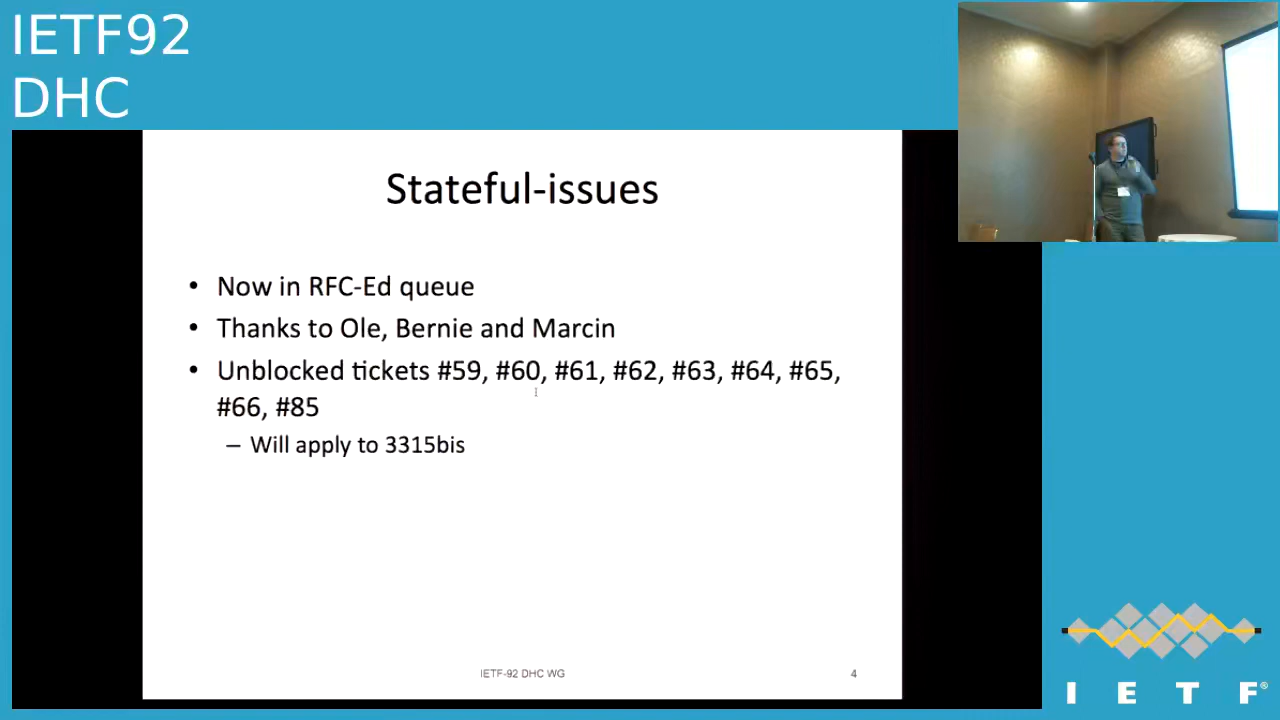 IETF92
DHC
Stateful-issues
• Now in RFC-Ed queue
• Thanks to Ole, Bernie and Marcin
• Unblocked tickets #59, #60, #61, #62, #63, #64, #65,
#66, #85
– Will apply to 3315bis
IETF-92 DHC WG
4
I E T F®